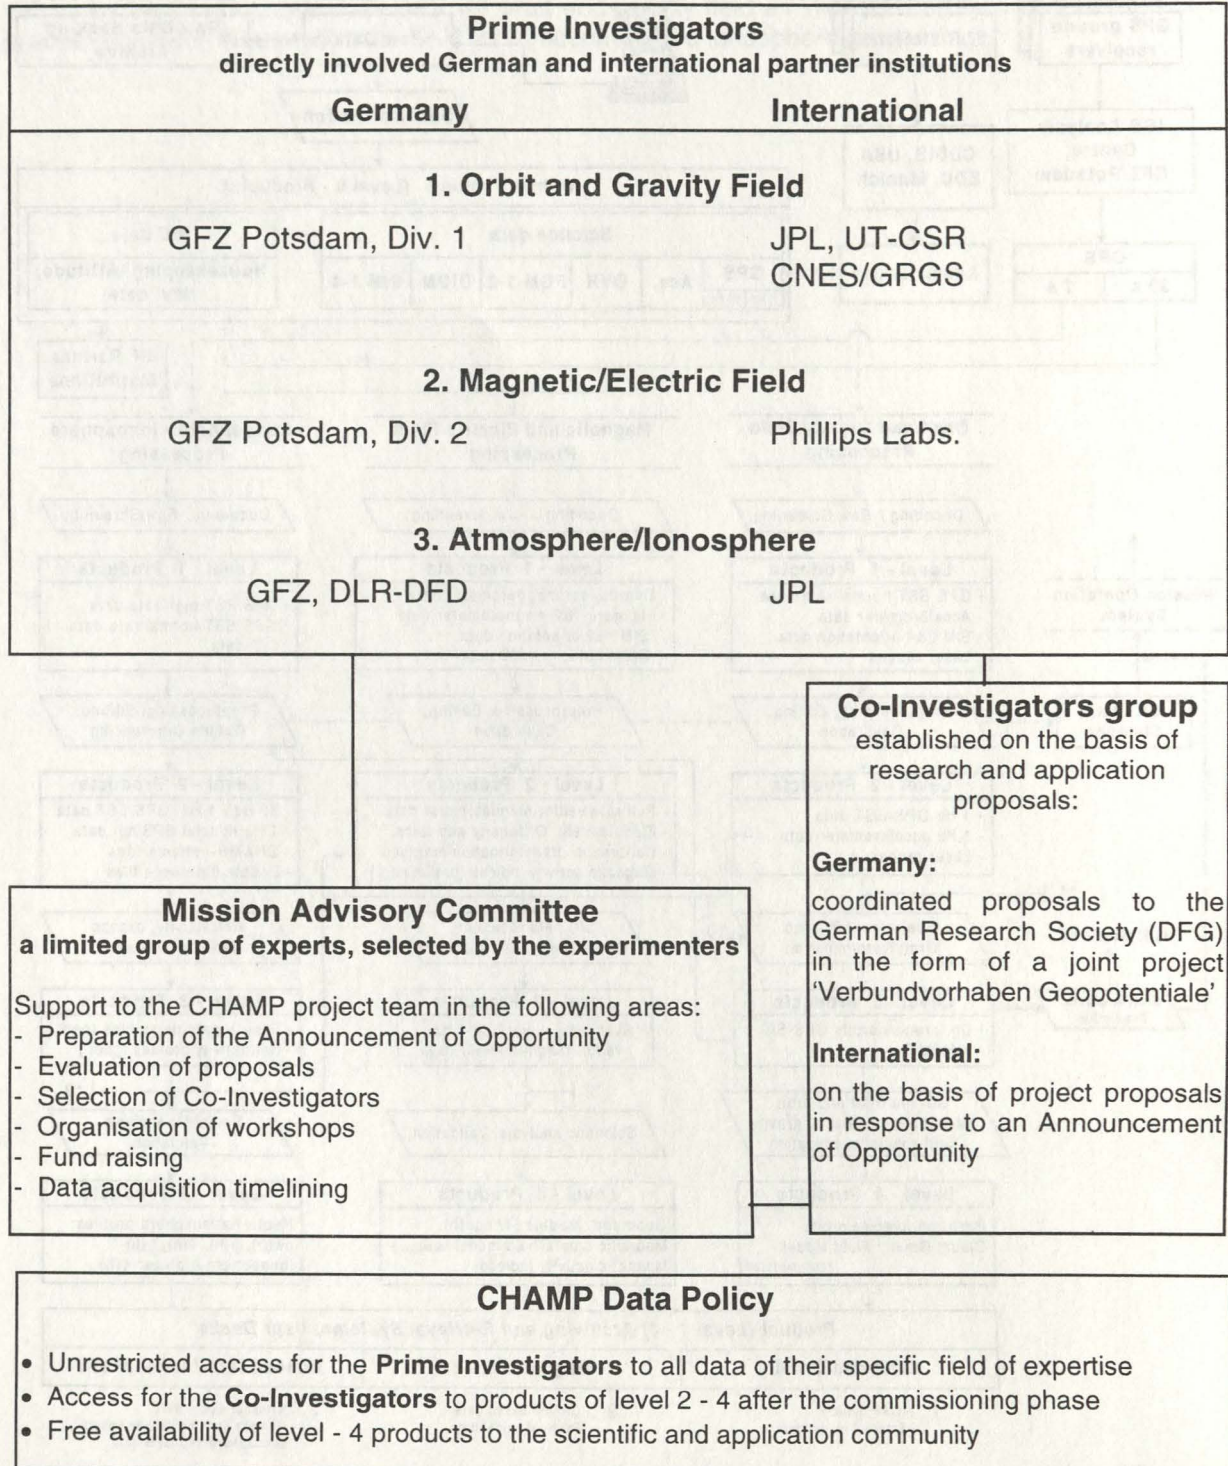 Prime Investigators
directly involved German and international partner institutions
Germany International
1. Orbit and Gravity Field
GFZ Potsdam, Div. 1 JPL, UT-CSR
CNES/GRGS
2. Magnetic/Electric Field
GFZ Potsdam, Div. 2 Phillips Labs.
3. Atmosphere/Ionosphere
GFZ, DLR-DFD JPL
Co-Investigators group
established on the basis of
research and application
proposals:
Germany:
coordinated proposals to the
German Research Society (DFG)
in the form of a joint project
'Verbundvorhaben Geopotentiale'
International:
on the basis of project proposals
in response to an Announcement
of Opportunity
Mission Advisory Committee
a limited group of experts, selected by the experimenters
Support to the CHAMP project team in the following areas:
- Preparation of the Announcement of Opportunity
- Evaluation of proposals
- Selection of Co-Investigators
- Organisation of workshops
- Fund raising
- Data acquisition timelining
CHAMP Data Policy
• Unrestricted access for the Prime Investigators to all data of their specific field of expertise
• Access for the Co-Investigators to products of level 2 - 4 after the commissioning phase
• Free availability of level - 4 products to the scientific and application community